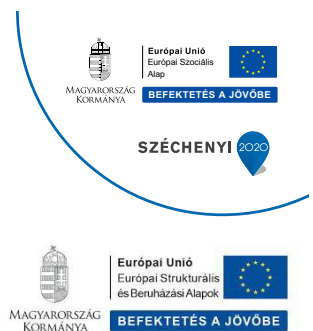 Európai Unió
Európai Szociális
Alap
MAGYARORSZÁG
KORMÁNYA
BEFEKTETÉS A JÖVŐBE
SZÉCHENYI 2020
Európai Unió
Európai Strukturális
és Beruházási Alapok
MAGYARORSZÁG
KORMÁNYA
BEFEKTETÉS A JÖVŐBE